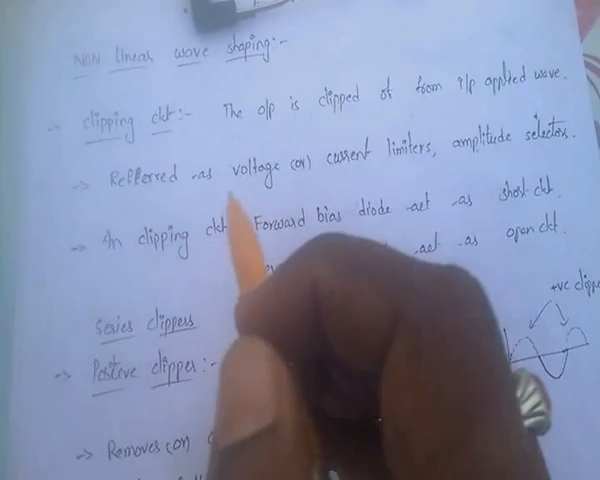 NON linear wave shaping:-
-> clipping ckt:- The o/p is clipped of from i/p applied wave.
-> Refferred as voltage (or) current limiters, amplitude selectors.
-> In clipping ckt Forward bias diode act as short ckt.
act as open ckt.
+ve clippe
Series clippers
-> Positive clipper:-
-> Removes (or)